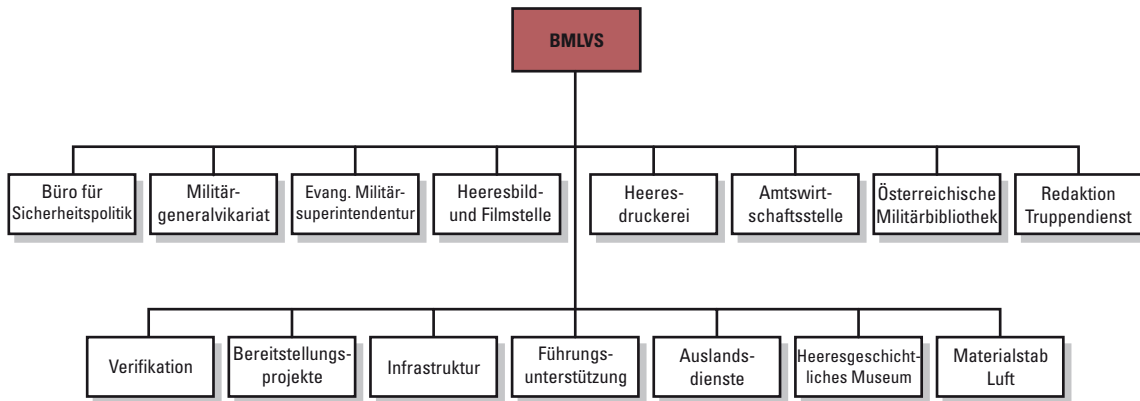 BMLVS
Büro für
Sicherheitspolitik
Militär-
generalvikariat
Evang. Militär-
superintendentur
Heeresbild-
und Filmstelle
Heeres-
druckerei
Amtswirt-
schaftsstelle
Österreichische
Militärbibliothek
Redaktion
Truppendienst
Verifikation
Bereitstellungs-
projekte
Infrastruktur
Führungs-
unterstützung
Auslands-
dienste
Heeresgeschicht-
liches Museum
Materialstab
Luft